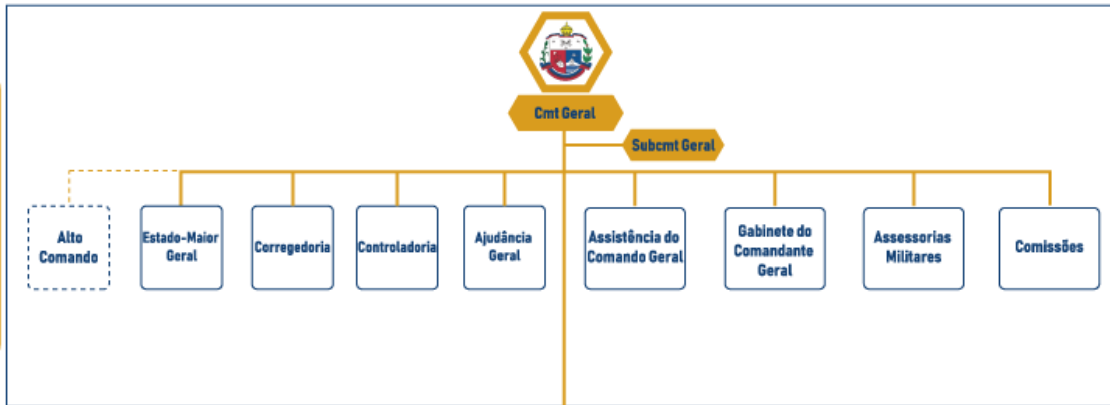 Cmt Geral
Subcmt Geral
Alto
Comando
Estado-Maior
Geral
Corregedoria
Controladoria
Ajudância
Geral
Assistência do
Comando Geral
Gabinete do
Comandante
Geral
Assessorias
Militares
Comissões